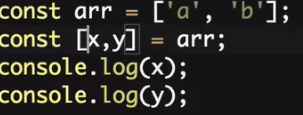 const arr = ['a', 'b'];
const [x,y] = arr;
console.log(x);
console.log(y);